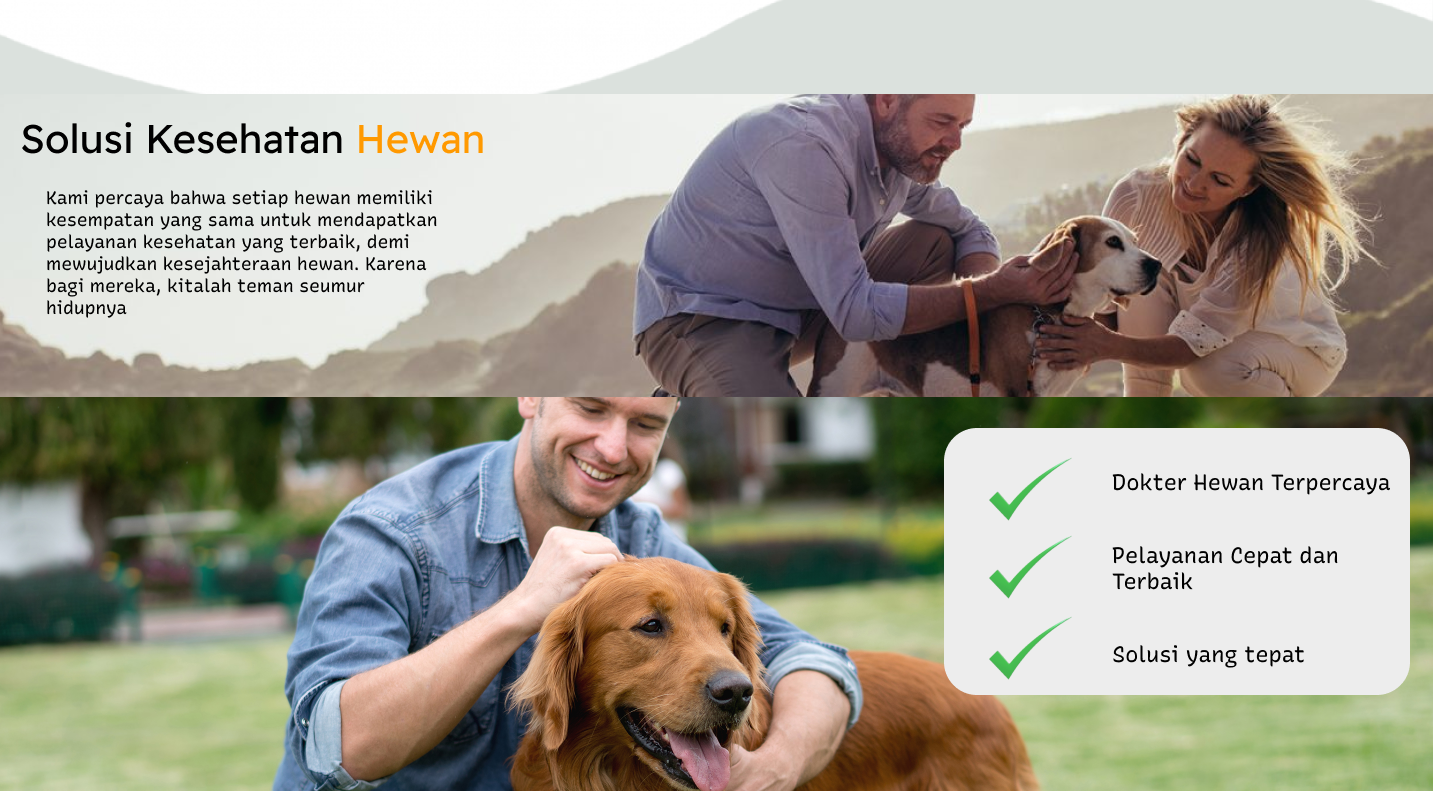 Solusi Kesehatan Hewan
Kami percaya bahwa setiap hewan memiliki
kesempatan yang sama untuk mendapatkan
pelayanan kesehatan yang terbaik, demi
mewujudkan kesejahteraan hewan. Karena
bagi mereka, kitalah teman seumur
hidupnya
Dokter Hewan Terpercaya
Pelayanan Cepat dan
Terbaik
Solusi yang tepat